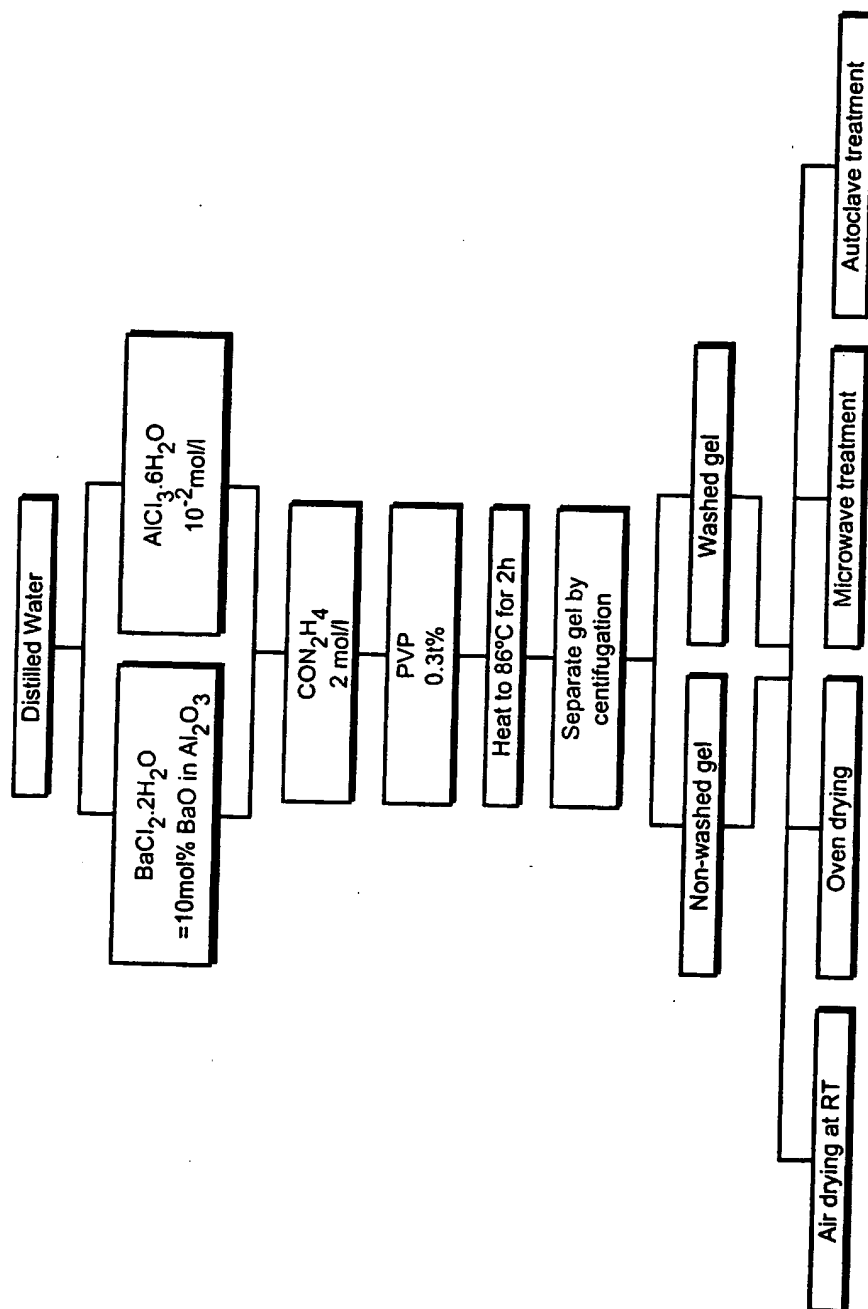 Distilled Water
BaCl₂.2H₂O
=10mol% BaO in Al₂O₃
AlCl₃.6H₂O
10⁻²mol/l
CON₂H₄
2 mol/l
PVP
0.3t%
Heat to 86ºC for 2h
Separate gel by
centifugation
Non-washed gel
Washed gel
Air drying at RT
Oven drying
Microwave treatment
Autoclave treatment